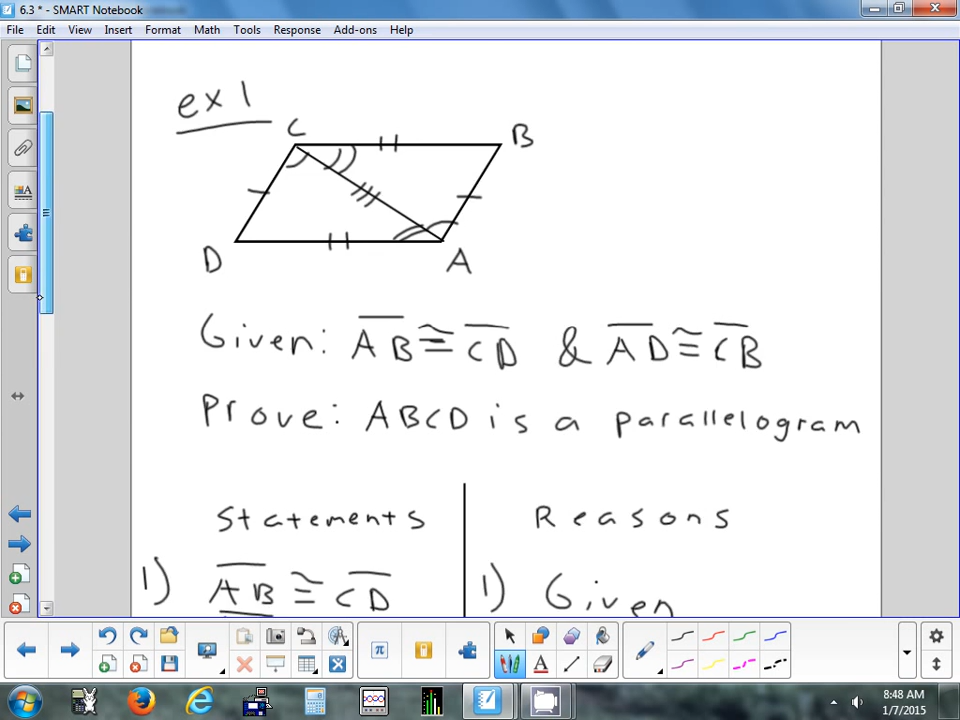 6.3 * - SMART Notebook
File Edit View Insert Format Math Tools Response Add-ons Help
ex 1
C
B
D
A
Given: AB ≅ CD & AD ≅ CB
Prove: ABCD is a parallelogram
Statements Reasons
1) AB ≅ CD 1) Given
π
A
8:48 AM
1/7/2015